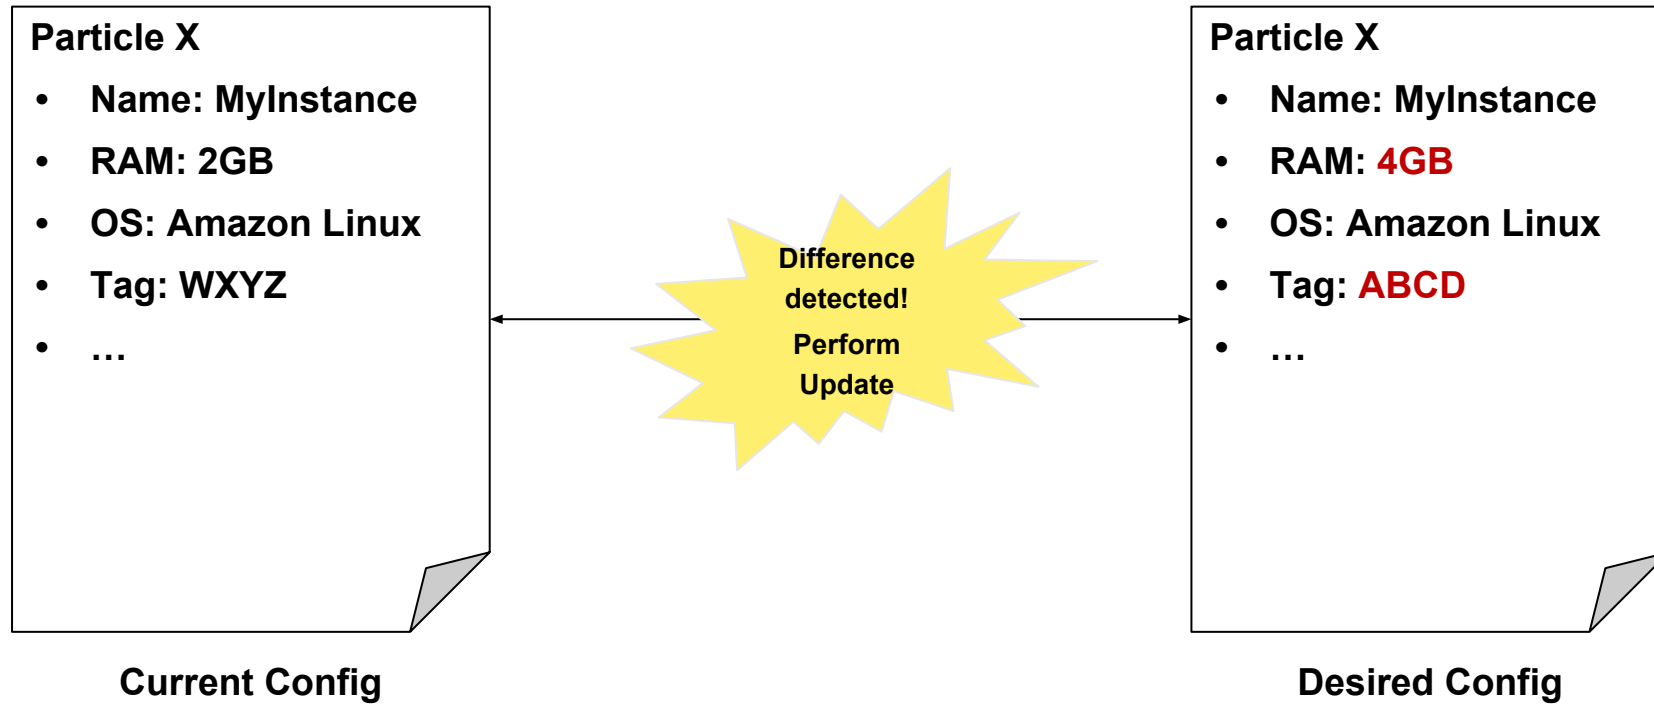 Particle X
• Name: MyInstance
• RAM: 2GB
• OS: Amazon Linux
• Tag: WXYZ
• …
Current Config
Difference
detected!
Perform
Update
Particle X
• Name: MyInstance
• RAM: 4GB
• OS: Amazon Linux
• Tag: ABCD
• …
Desired Config